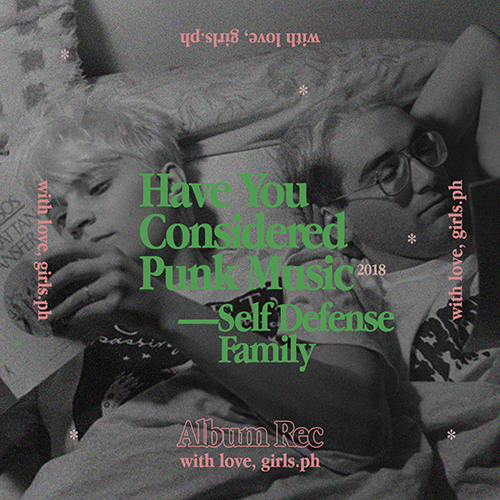 with love, girls.ph
with love, girls.ph
with love, girls.ph
Have You
Considered
Punk Music 2018
—Self Defense
Family
Album Rec
with love, girls.ph